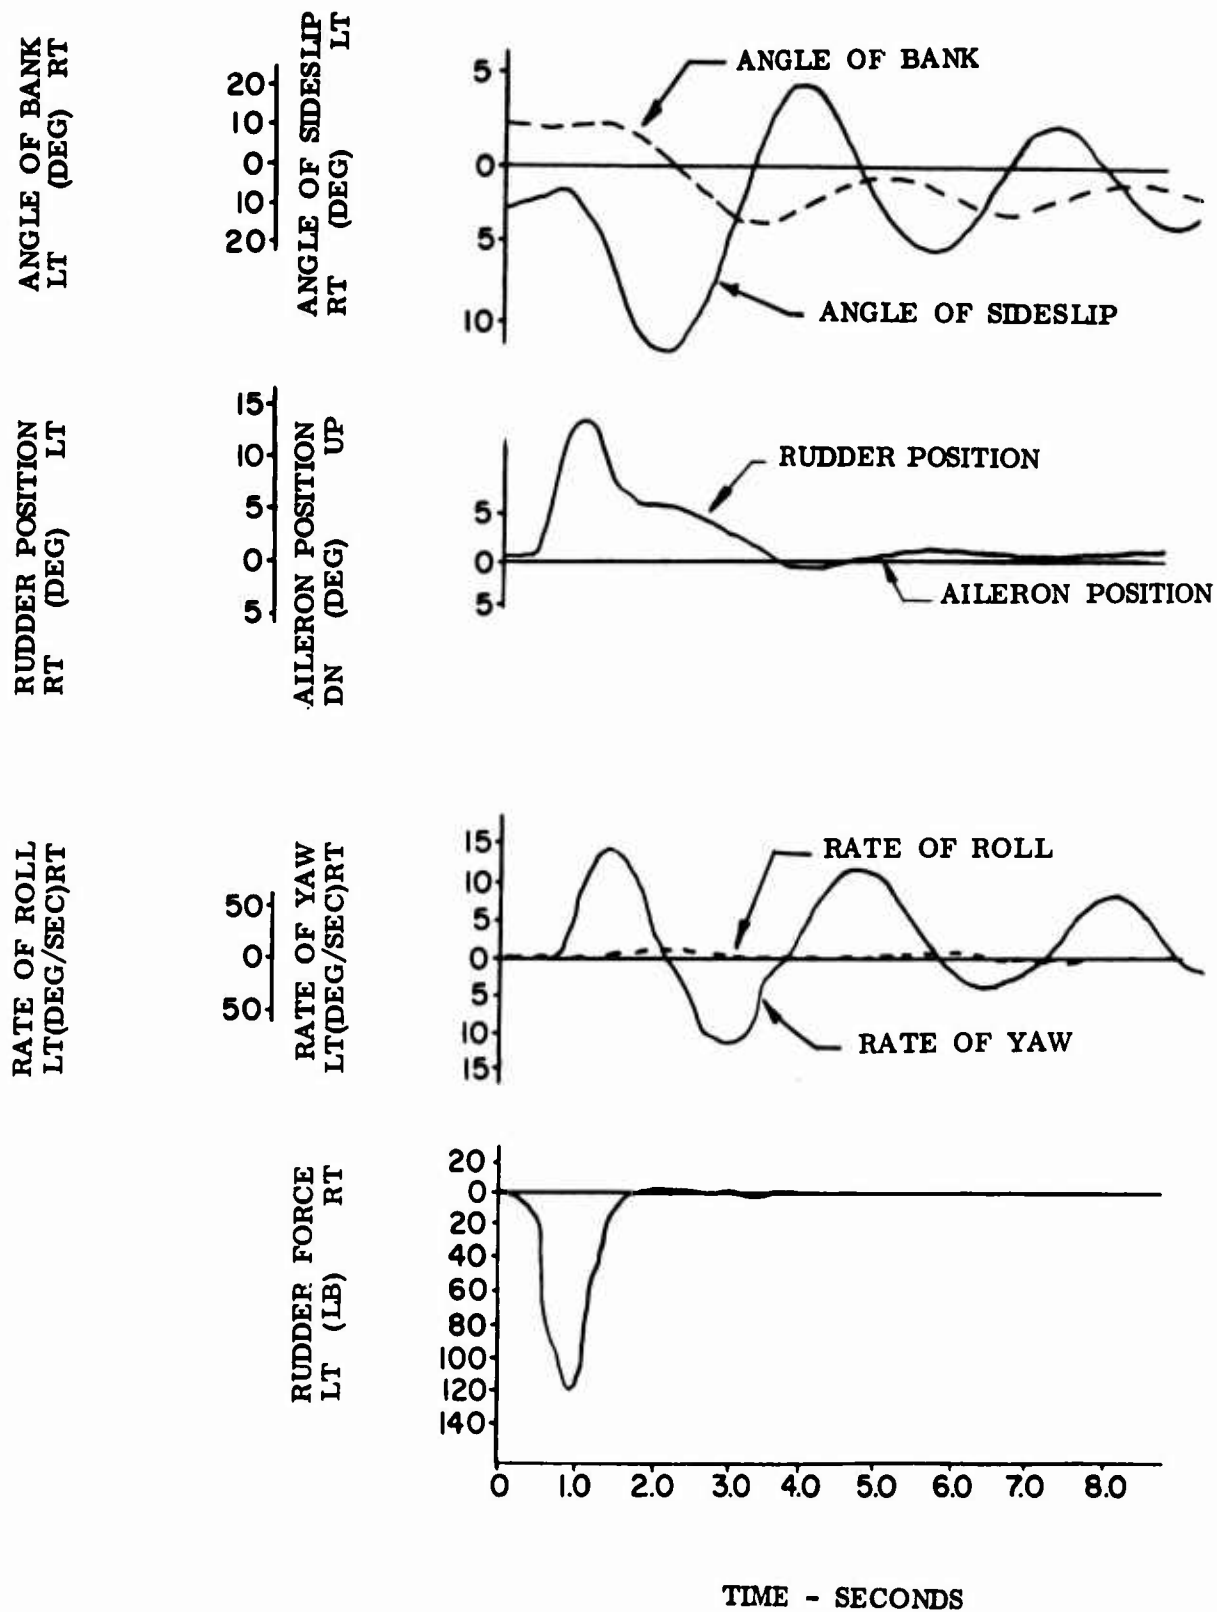 ANGLE OF BANK
LT (DEG) RT
20
10
0
10
20
ANGLE OF SIDESLIP
RT (DEG) LT
5
0
5
10
ANGLE OF BANK
ANGLE OF SIDESLIP
RUDDER POSITION
RT (DEG) LT
15
10
5
0
5
AILERON POSITION
DN (DEG) UP
5
0
5
RUDDER POSITION
AILERON POSITION
RATE OF ROLL
LT(DEG/SEC)RT
50
0
50
RATE OF YAW
LT(DEG/SEC)RT
15
10
5
0
5
10
15
RATE OF ROLL
RATE OF YAW
RUDDER FORCE
LT (LB) RT
20
0
20
40
60
80
100
120
140
0 1.0 2.0 3.0 4.0 5.0 6.0 7.0 8.0
TIME - SECONDS